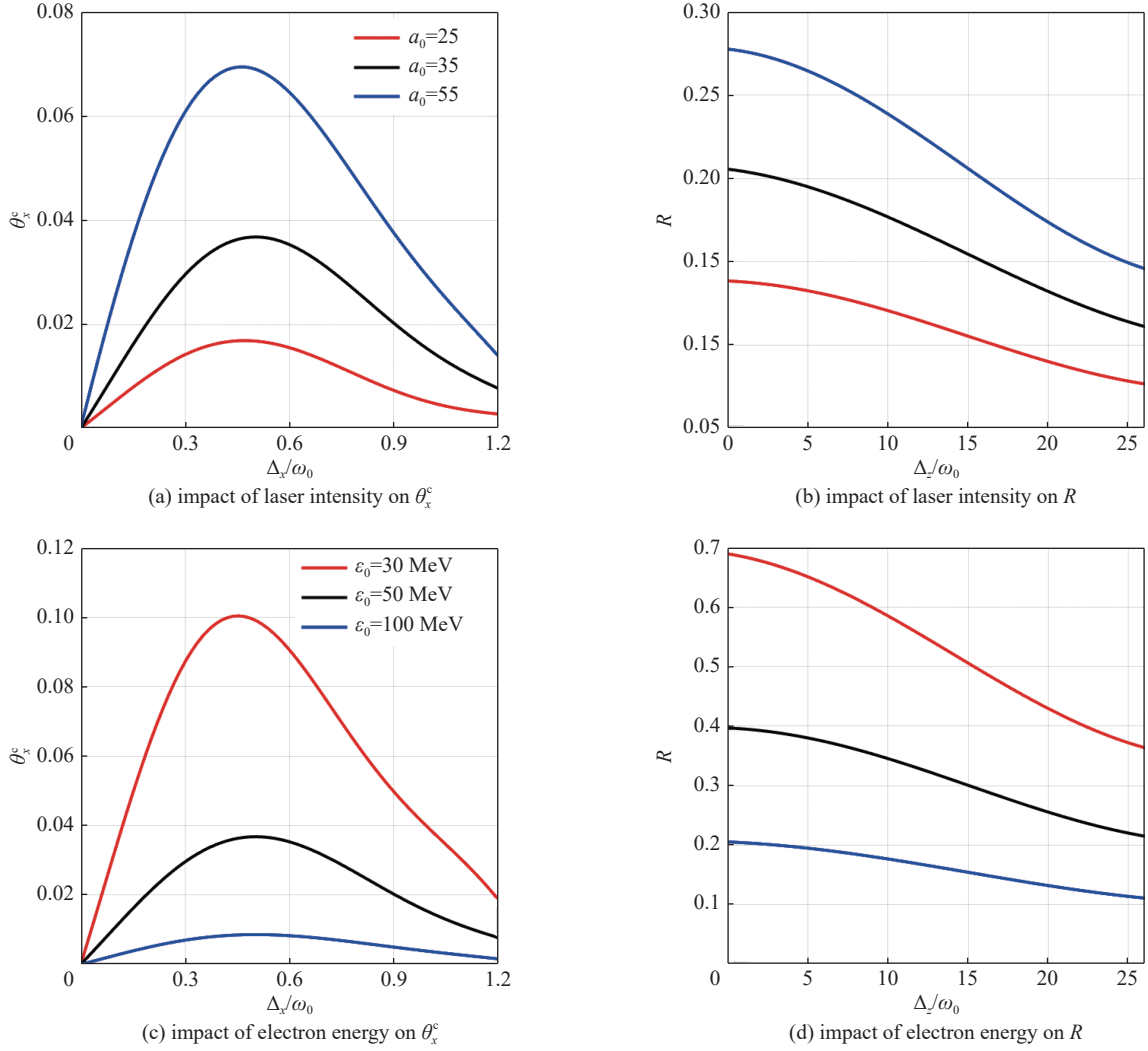 0.08
0.06
0.04
0.02
θₓᶜ
a₀=25
a₀=35
a₀=55
0 0.3 0.6 0.9 1.2
Δₓ/ω₀
(a) impact of laser intensity on θₓᶜ
0.30
0.25
0.20
0.15
0.15
0.05
R
0 5 10 15 20 25
Δ_z/ω₀
(b) impact of laser intensity on R
0.12
0.10
0.08
0.06
0.04
0.02
θₓᶜ
ε₀=30 MeV
ε₀=50 MeV
ε₀=100 MeV
0 0.3 0.6 0.9 1.2
Δₓ/ω₀
(c) impact of electron energy on θₓᶜ
0.7
0.6
0.5
0.4
0.3
0.2
0.1
R
0 5 10 15 20 25
Δ_z/ω₀
(d) impact of electron energy on R